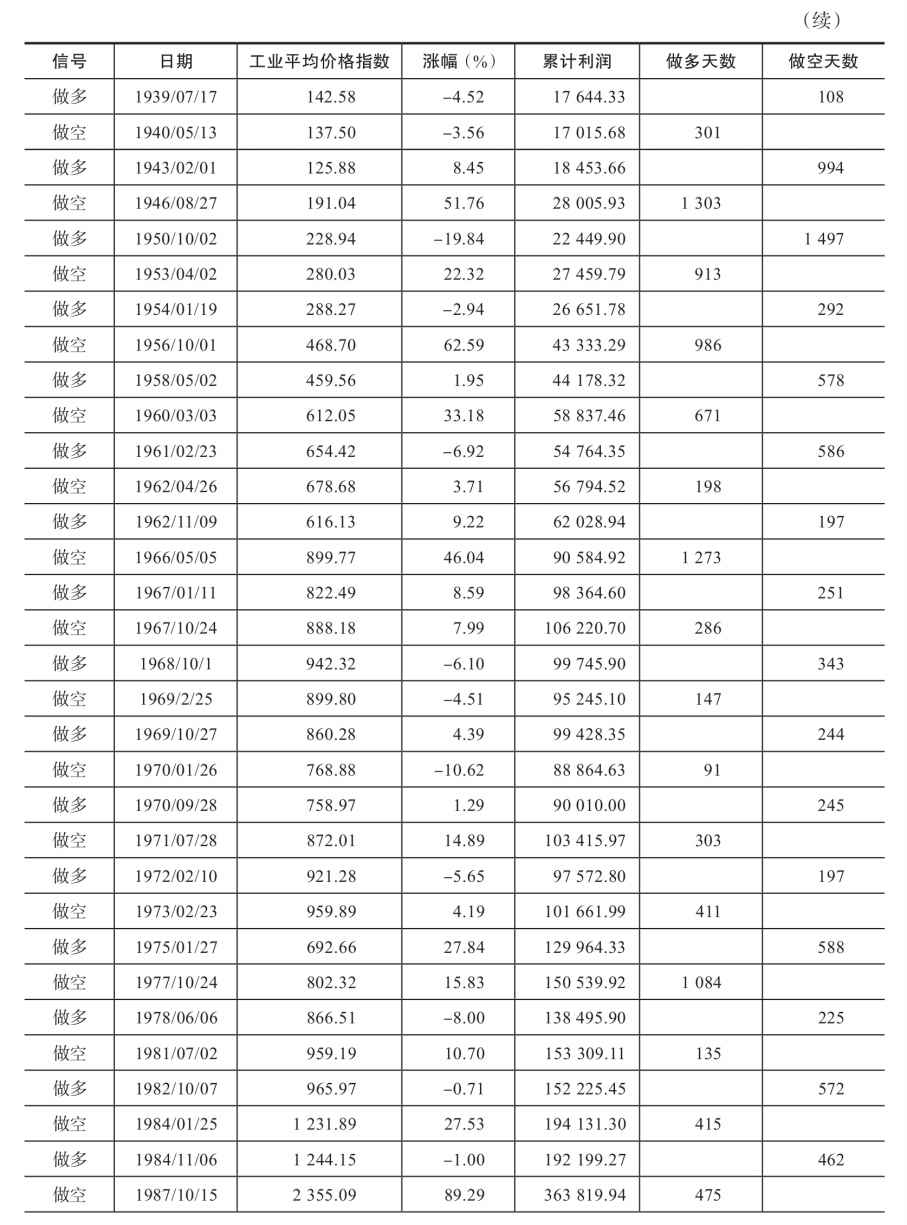 （续）
信号 日期 工业平均价格指数 涨幅（%） 累计利润 做多天数 做空天数
做多 1939/07/17 142.58 –4.52 17 644.33 108
做空 1940/05/13 137.50 –3.56 17 015.68 301
做多 1943/02/01 125.88 8.45 18 453.66 994
做空 1946/08/27 191.04 51.76 28 005.93 1 303
做多 1950/10/02 228.94 –19.84 22 449.90 1 497
做空 1953/04/02 280.03 22.32 27 459.79 913
做多 1954/01/19 288.27 –2.94 26 651.78 292
做空 1956/10/01 468.70 62.59 43 333.29 986
做多 1958/05/02 459.56 1.95 44 178.32 578
做空 1960/03/03 612.05 33.18 58 837.46 671
做多 1961/02/23 654.42 –6.92 54 764.35 586
做空 1962/04/26 678.68 3.71 56 794.52 198
做多 1962/11/09 616.13 9.22 62 028.94 197
做空 1966/05/05 899.77 46.04 90 584.92 1 273
做多 1967/01/11 822.49 8.59 98 364.60 251
做空 1967/10/24 888.18 7.99 106 220.70 286
做多 1968/10/1 942.32 –6.10 99 745.90 343
做空 1969/2/25 899.80 –4.51 95 245.10 147
做多 1969/10/27 860.28 4.39 99 428.35 244
做空 1970/01/26 768.88 –10.62 88 864.63 91
做多 1970/09/28 758.97 1.29 90 010.00 245
做空 1971/07/28 872.01 14.89 103 415.97 303
做多 1972/02/10 921.28 –5.65 97 572.80 197
做空 1973/02/23 959.89 4.19 101 661.99 411
做多 1975/01/27 692.66 27.84 129 964.33 588
做空 1977/10/24 802.32 15.83 150 539.92 1 084
做多 1978/06/06 866.51 –8.00 138 495.90 225
做空 1981/07/02 959.19 10.70 153 309.11 135
做多 1982/10/07 965.97 –0.71 152 225.45 572
做空 1984/01/25 1 231.89 27.53 194 131.30 415
做多 1984/11/06 1 244.15 –1.00 192 199.27 462
做空 1987/10/15 2 355.09 89.29 363 819.94 475